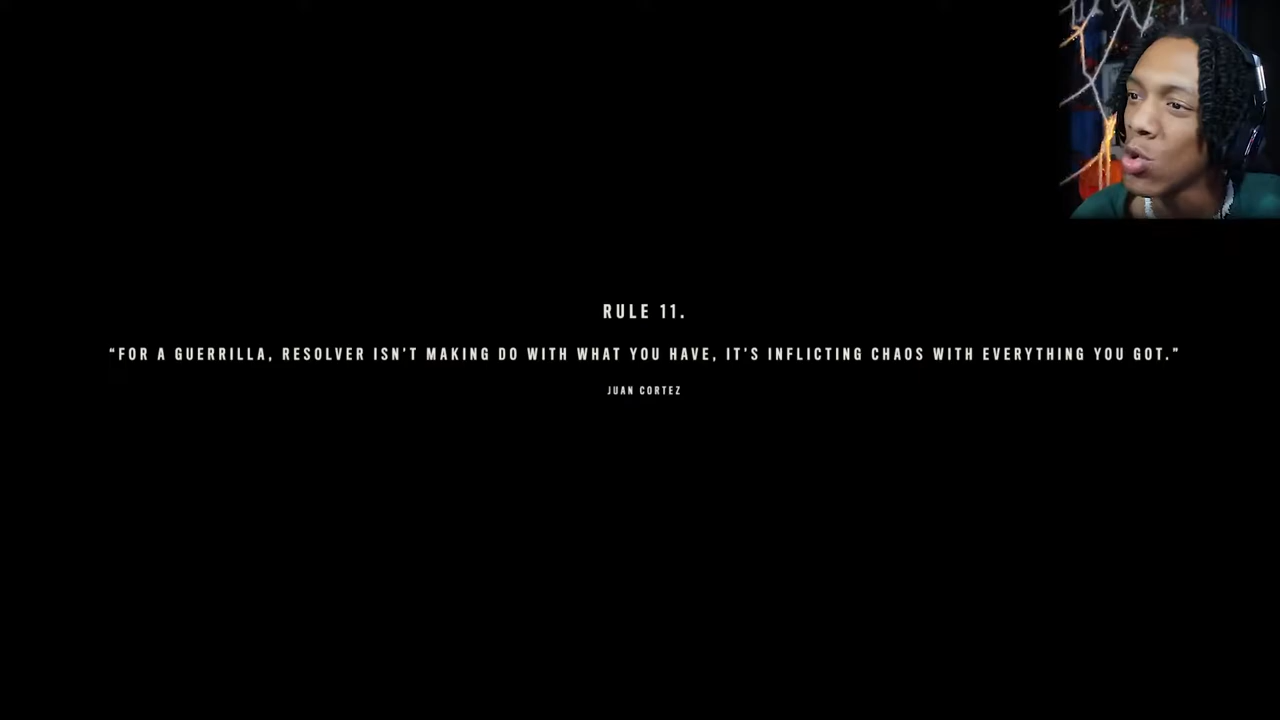 RULE 11.
“FOR A GUERRILLA, RESOLVER ISN'T MAKING DO WITH WHAT YOU HAVE, IT'S INFLICTING CHAOS WITH EVERYTHING YOU GOT.”
JUAN CORTEZ